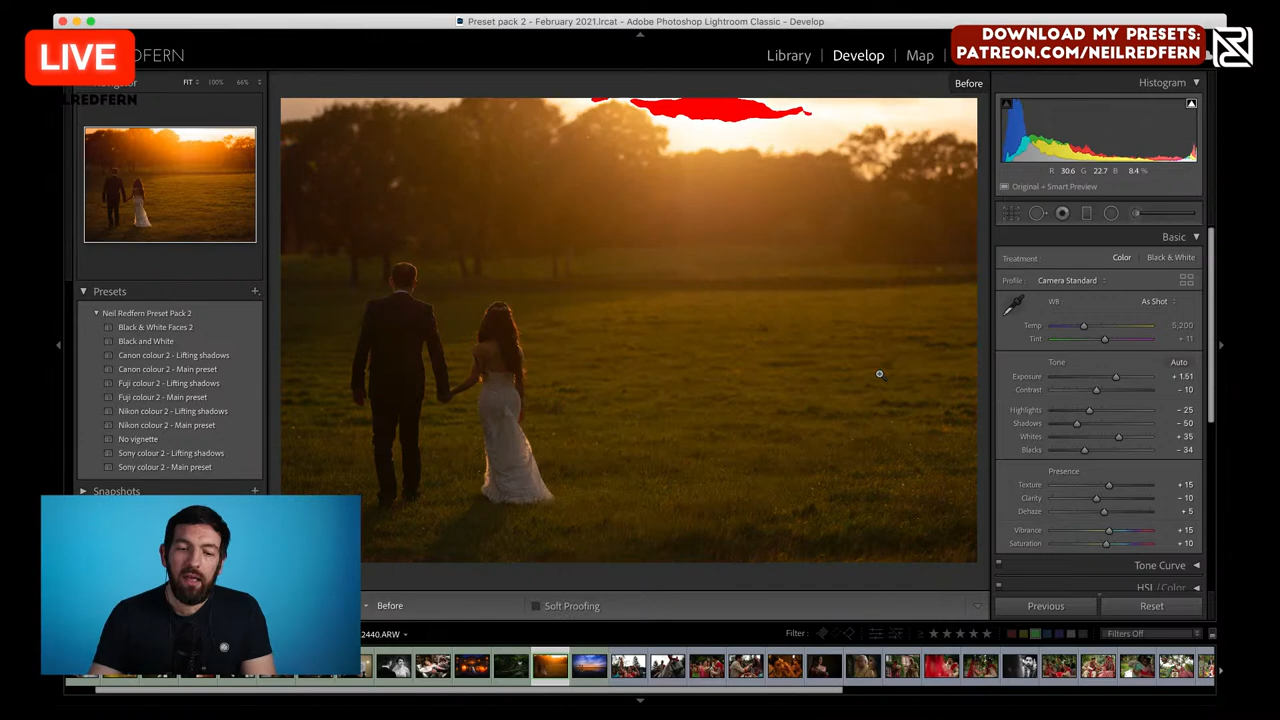 Preset pack 2 - February 2021.lrcat - Adobe Photoshop Lightroom Classic - Develop
LIVE
DOWNLOAD MY PRESETS:
PATREON.COM/NEILREDFERN
REDFERN
Library | Develop | Map |
FIT 100% 66%
Before
Histogram
R 30.6 G 22.7 B 8.4 %
Original + Smart Preview
Basic
Treatment: Color Black & White
Profile: Camera Standard
WB: As Shot
Temp 5,200
Tint + 11
Tone Auto
Exposure + 1.51
Contrast - 10
Highlights - 25
Shadows - 50
Whites + 35
Blacks - 34
Presence
Texture + 15
Clarity - 10
Dehaze + 5
Vibrance + 15
Saturation + 10
Tone Curve
HSL / Color
Previous Reset
Presets
Neil Redfern Preset Pack 2
Black & White Faces 2
Black and White
Canon colour 2 - Lifting shadows
Canon colour 2 - Main preset
Fuji colour 2 - Lifting shadows
Fuji colour 2 - Main preset
Nikon colour 2 - Lifting shadows
Nikon colour 2 - Main preset
No vignette
Sony colour 2 - Lifting shadows
Sony colour 2 - Main preset
Snapshots
Before
Soft Proofing
2440.ARW
Filter:
Filters Off